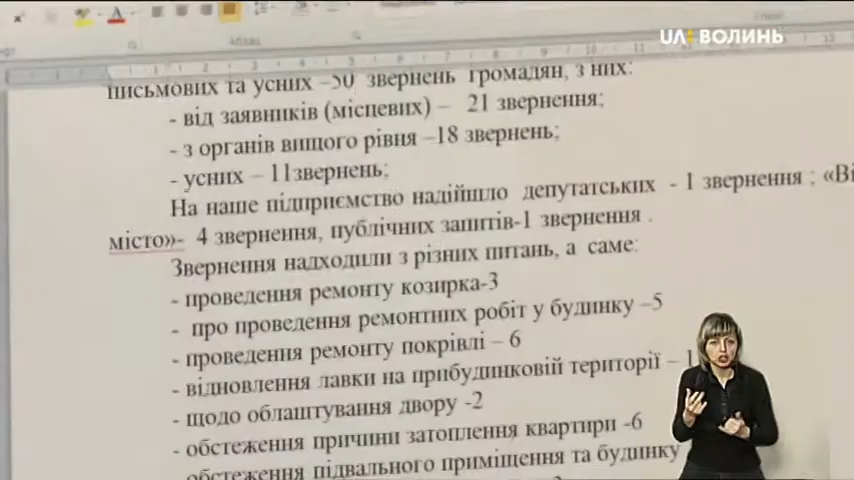 UA: ВОЛИНЬ
письмових та усних –50 звернень громадян, з них:
- від заявників (місцевих) – 21 звернення;
- з органів вищого рівня –18 звернень;
- усних – 11звернень;
На наше підприємство надійшло депутатських - 1 звернення ; «Ві
місто»- 4 звернення, публічних запитів-1 звернення .
Звернення надходили з різних питань, а саме:
- проведення ремонту козирка-3
- про проведення ремонтних робіт у будинку –5
- проведення ремонту покрівлі – 6
- відновлення лавки на прибудинковій території – 1
- щодо облаштування двору -2
- обстеження причини затоплення квартири -6
- обстеження підвального приміщення та будинку